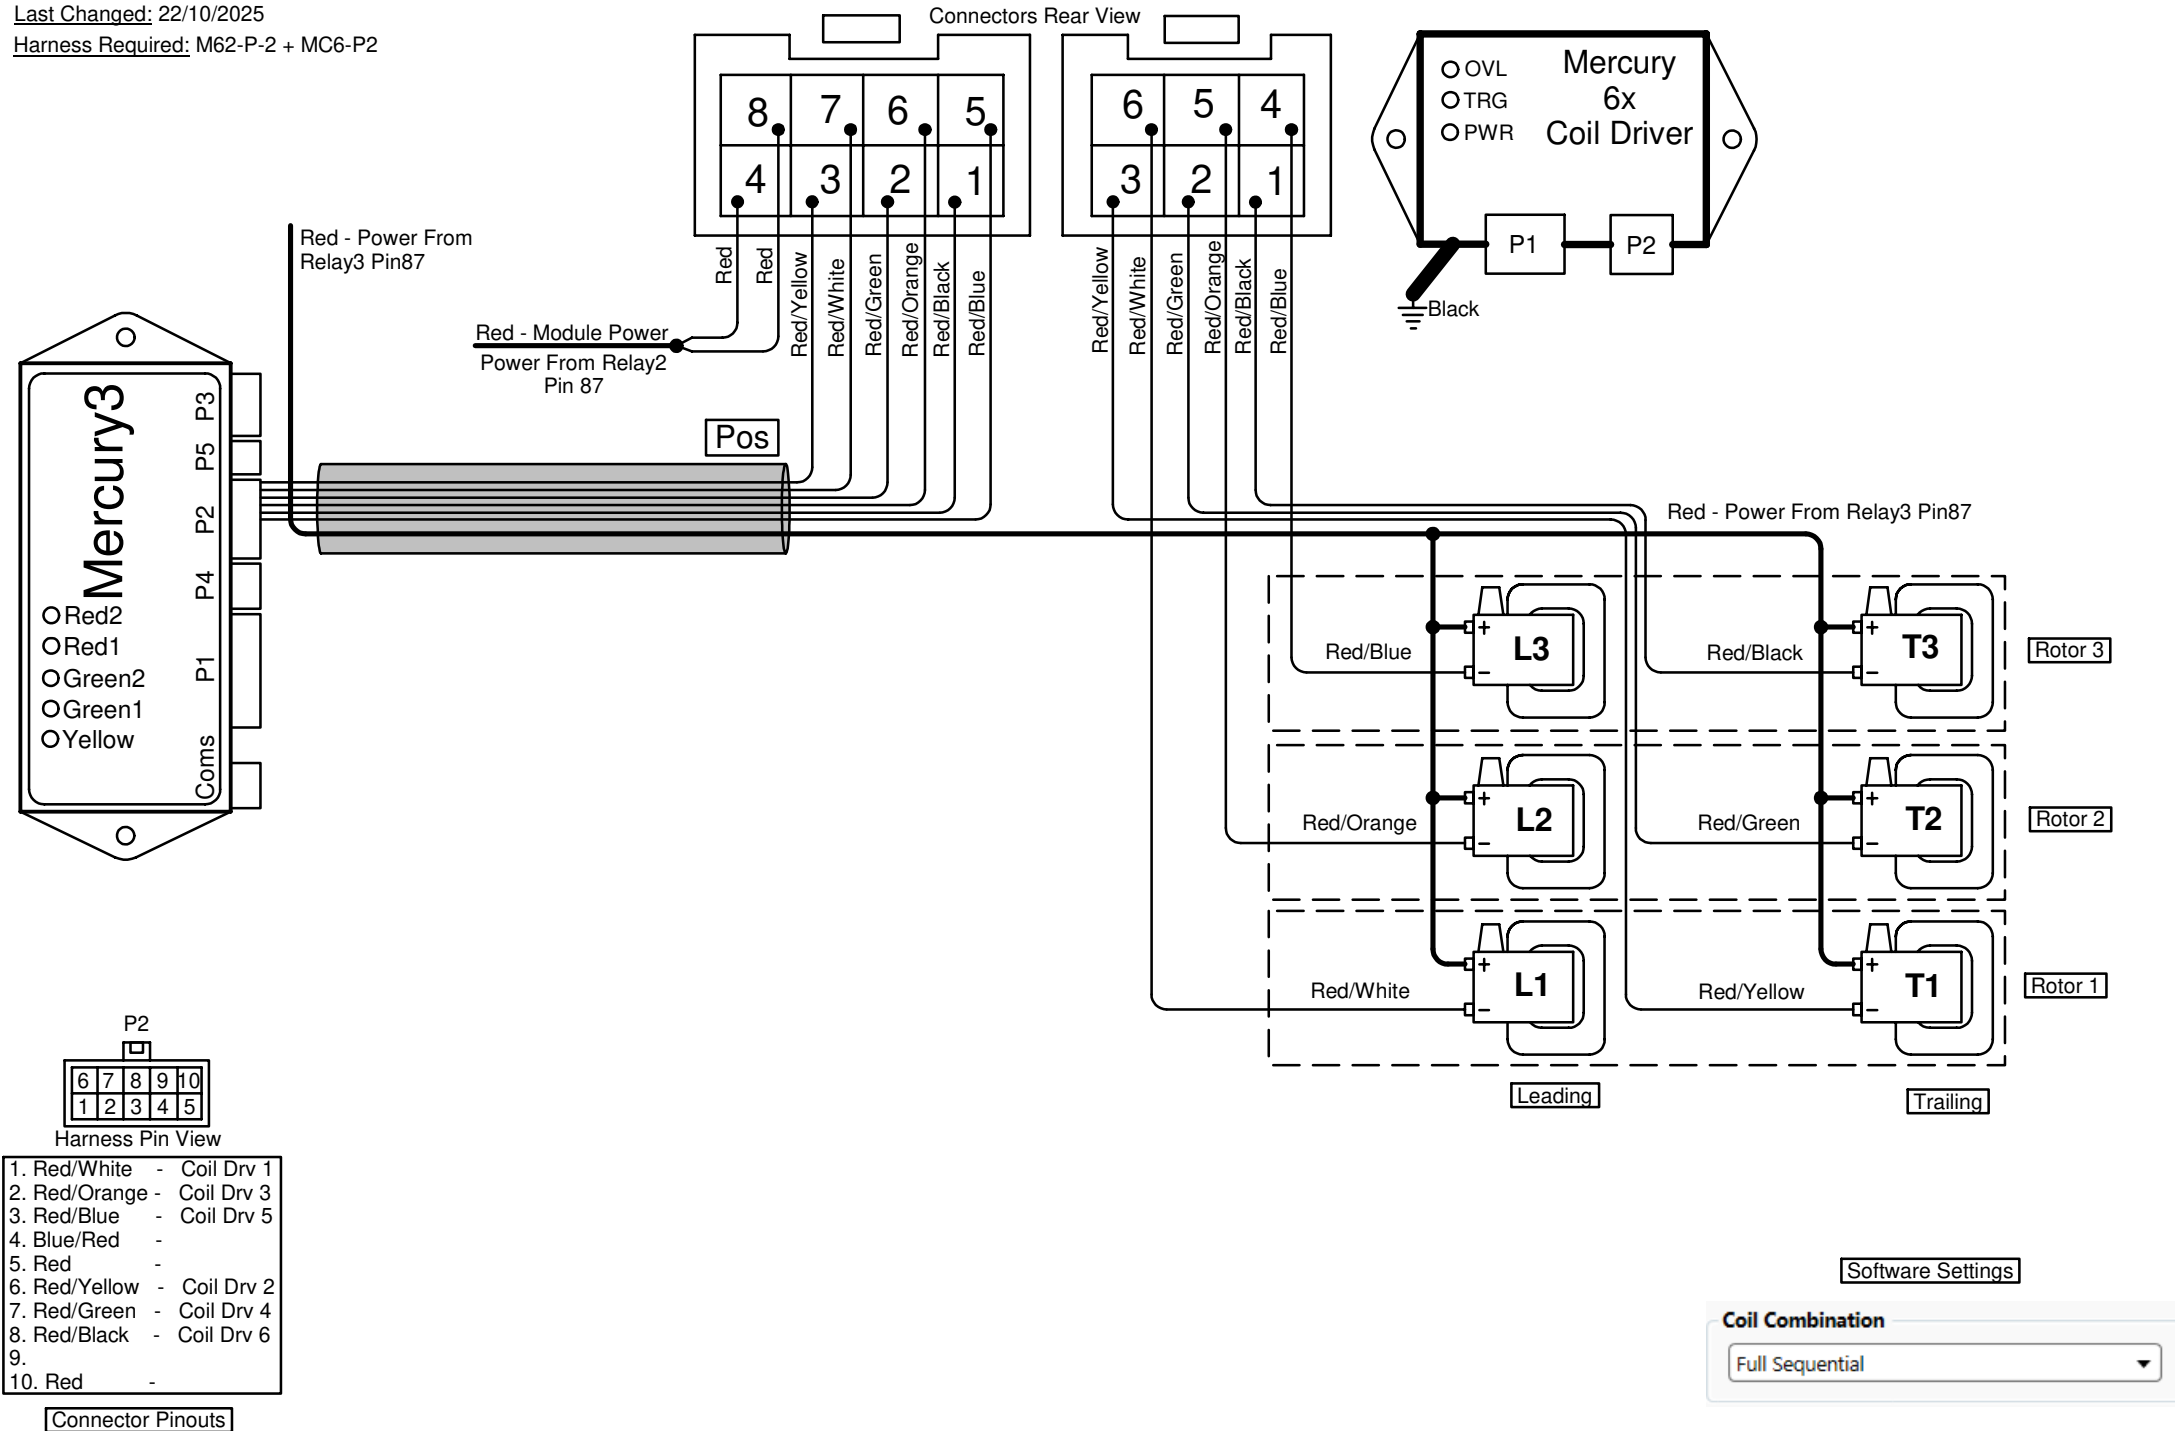 Last Changed: 22/10/2025
Harness Required: M62-P-2 + MC6-P2
Connectors Rear View
8 7 6 5
4 3 2 1
6 5 4
3 2 1
OVL
TRG
PWR
Mercury
6x
Coil Driver
P1
P2
Black
Red - Power From
Relay3 Pin87
Red
Red
Red/Yellow
Red/White
Red/Green
Red/Orange
Red/Black
Red/Blue
Red/Yellow
Red/White
Red/Green
Red/Orange
Red/Black
Red/Blue
Red - Module Power
Power From Relay2
Pin 87
Pos
Mercury3
P3
P5
P2
P4
P1
Coms
Red2
Red1
Green2
Green1
Yellow
Red - Power From Relay3 Pin87
Red/Blue
+
L3
-
Red/Black
+
T3
-
Rotor 3
Red/Orange
+
L2
-
Red/Green
+
T2
-
Rotor 2
Red/White
+
L1
-
Red/Yellow
+
T1
-
Rotor 1
Leading
Trailing
P2
6 7 8 9 10
1 2 3 4 5
Harness Pin View
1. Red/White - Coil Drv 1
2. Red/Orange - Coil Drv 3
3. Red/Blue - Coil Drv 5
4. Blue/Red -
5. Red -
6. Red/Yellow - Coil Drv 2
7. Red/Green - Coil Drv 4
8. Red/Black - Coil Drv 6
9.
10. Red -
Connector Pinouts
Software Settings
Coil Combination
Full Sequential